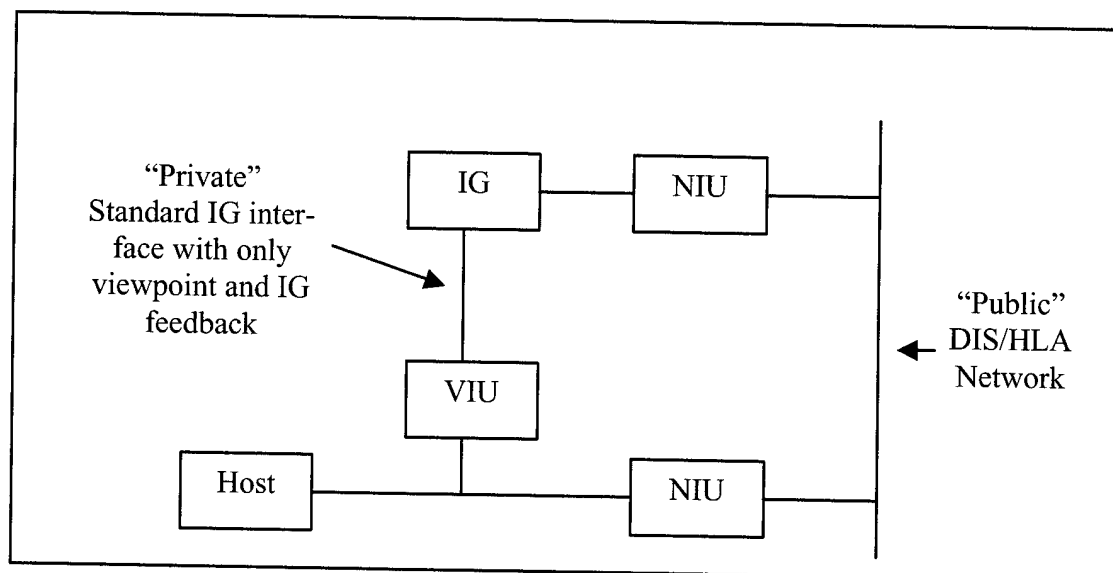 IG
NIU
“Private”
Standard IG inter-
face with only
viewpoint and IG
feedback
“Public”
DIS/HLA
Network
VIU
Host
NIU